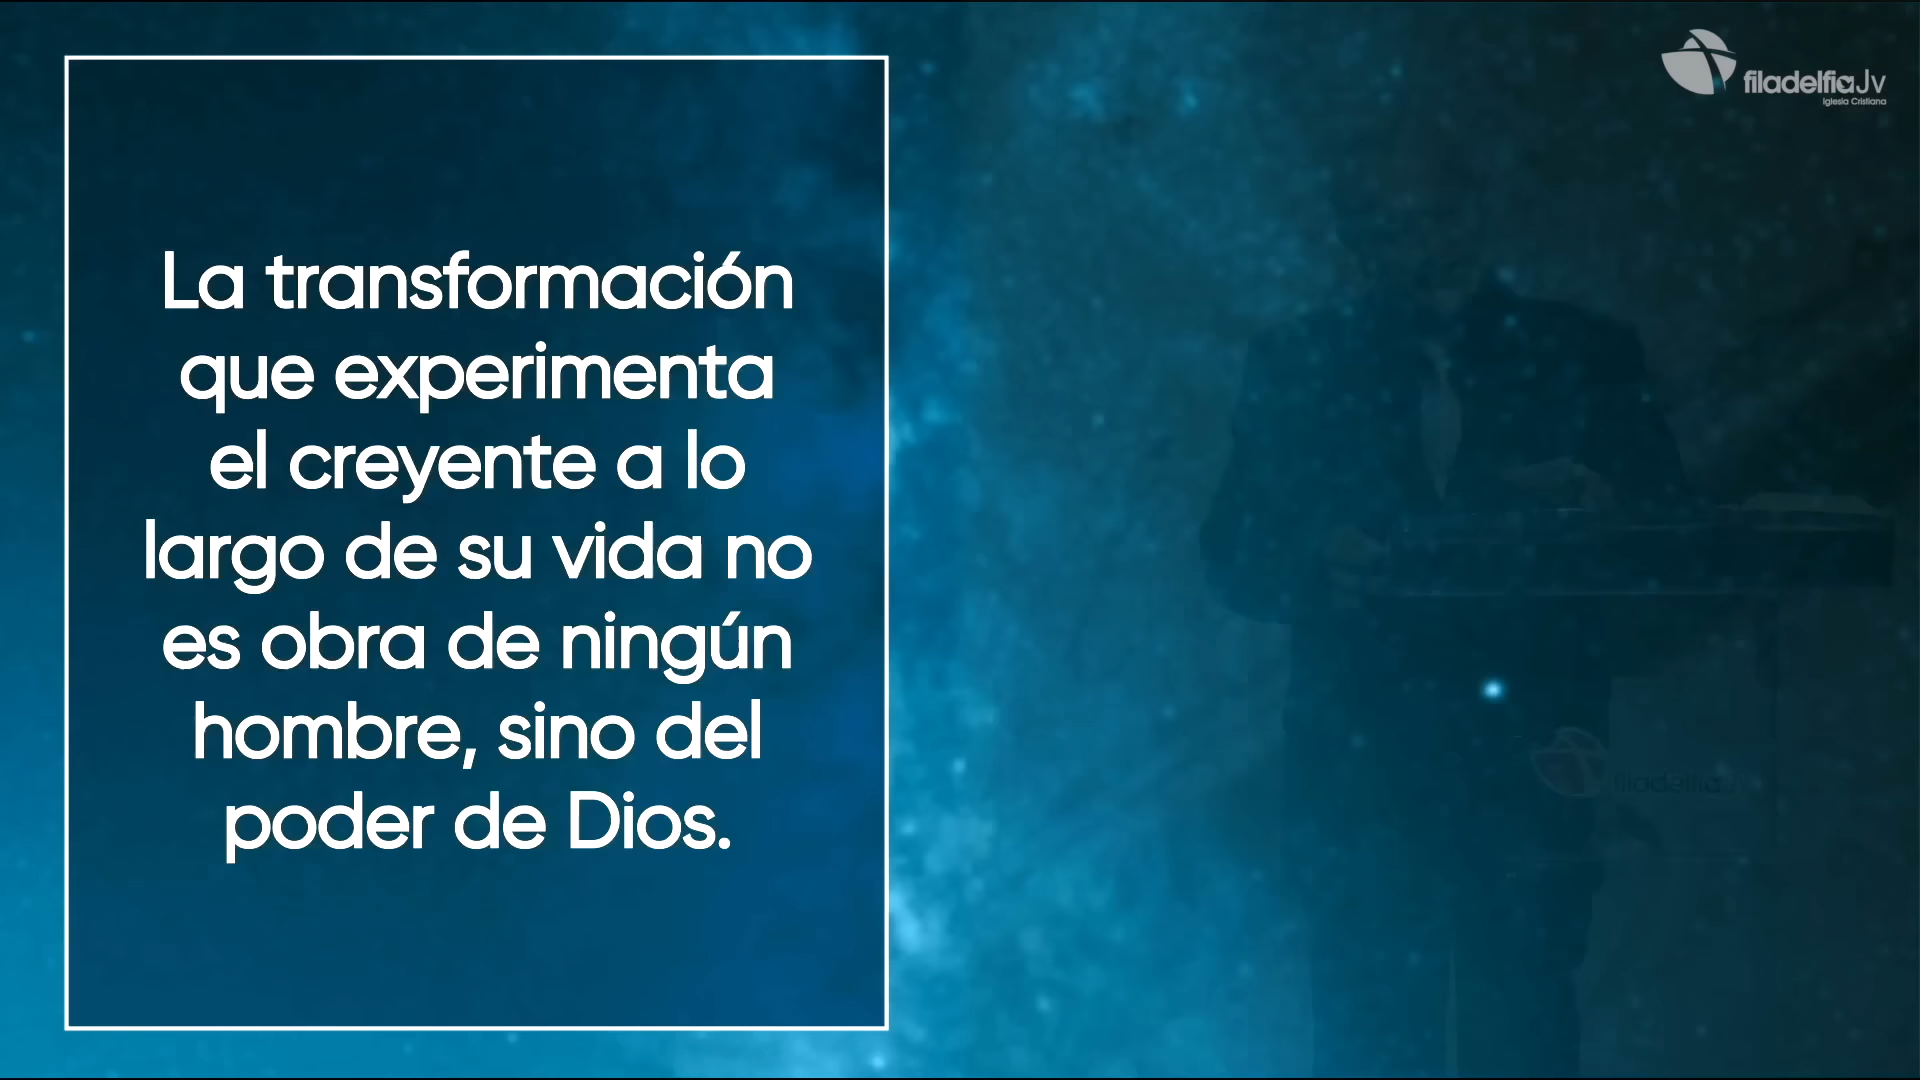 filadelfiaJv
Iglesia Cristiana
La transformación
que experimenta
el creyente a lo
largo de su vida no
es obra de ningún
hombre, sino del
poder de Dios.
filadelfia